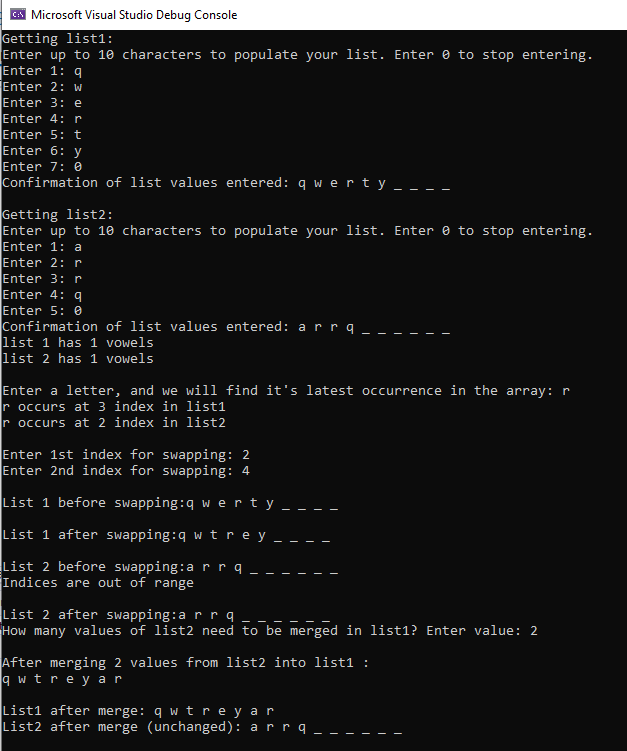 Microsoft Visual Studio Debug Console
Getting list1:
Enter up to 10 characters to populate your list. Enter 0 to stop entering.
Enter 1: q
Enter 2: w
Enter 3: e
Enter 4: r
Enter 5: t
Enter 6: y
Enter 7: 0
Confirmation of list values entered: q w e r t y _ _ _ _
Getting list2:
Enter up to 10 characters to populate your list. Enter 0 to stop entering.
Enter 1: a
Enter 2: r
Enter 3: r
Enter 4: q
Enter 5: 0
Confirmation of list values entered: a r r q _ _ _ _ _ _
list 1 has 1 vowels
list 2 has 1 vowels
Enter a letter, and we will find it's latest occurrence in the array: r
r occurs at 3 index in list1
r occurs at 2 index in list2
Enter 1st index for swapping: 2
Enter 2nd index for swapping: 4
List 1 before swapping:q w e r t y _ _ _ _
List 1 after swapping:q w t r e y _ _ _ _
List 2 before swapping:a r r q _ _ _ _ _ _
Indices are out of range
List 2 after swapping:a r r q _ _ _ _ _ _
How many values of list2 need to be merged in list1? Enter value: 2
After merging 2 values from list2 into list1 :
q w t r e y a r
List1 after merge: q w t r e y a r
List2 after merge (unchanged): a r r q _ _ _ _ _ _